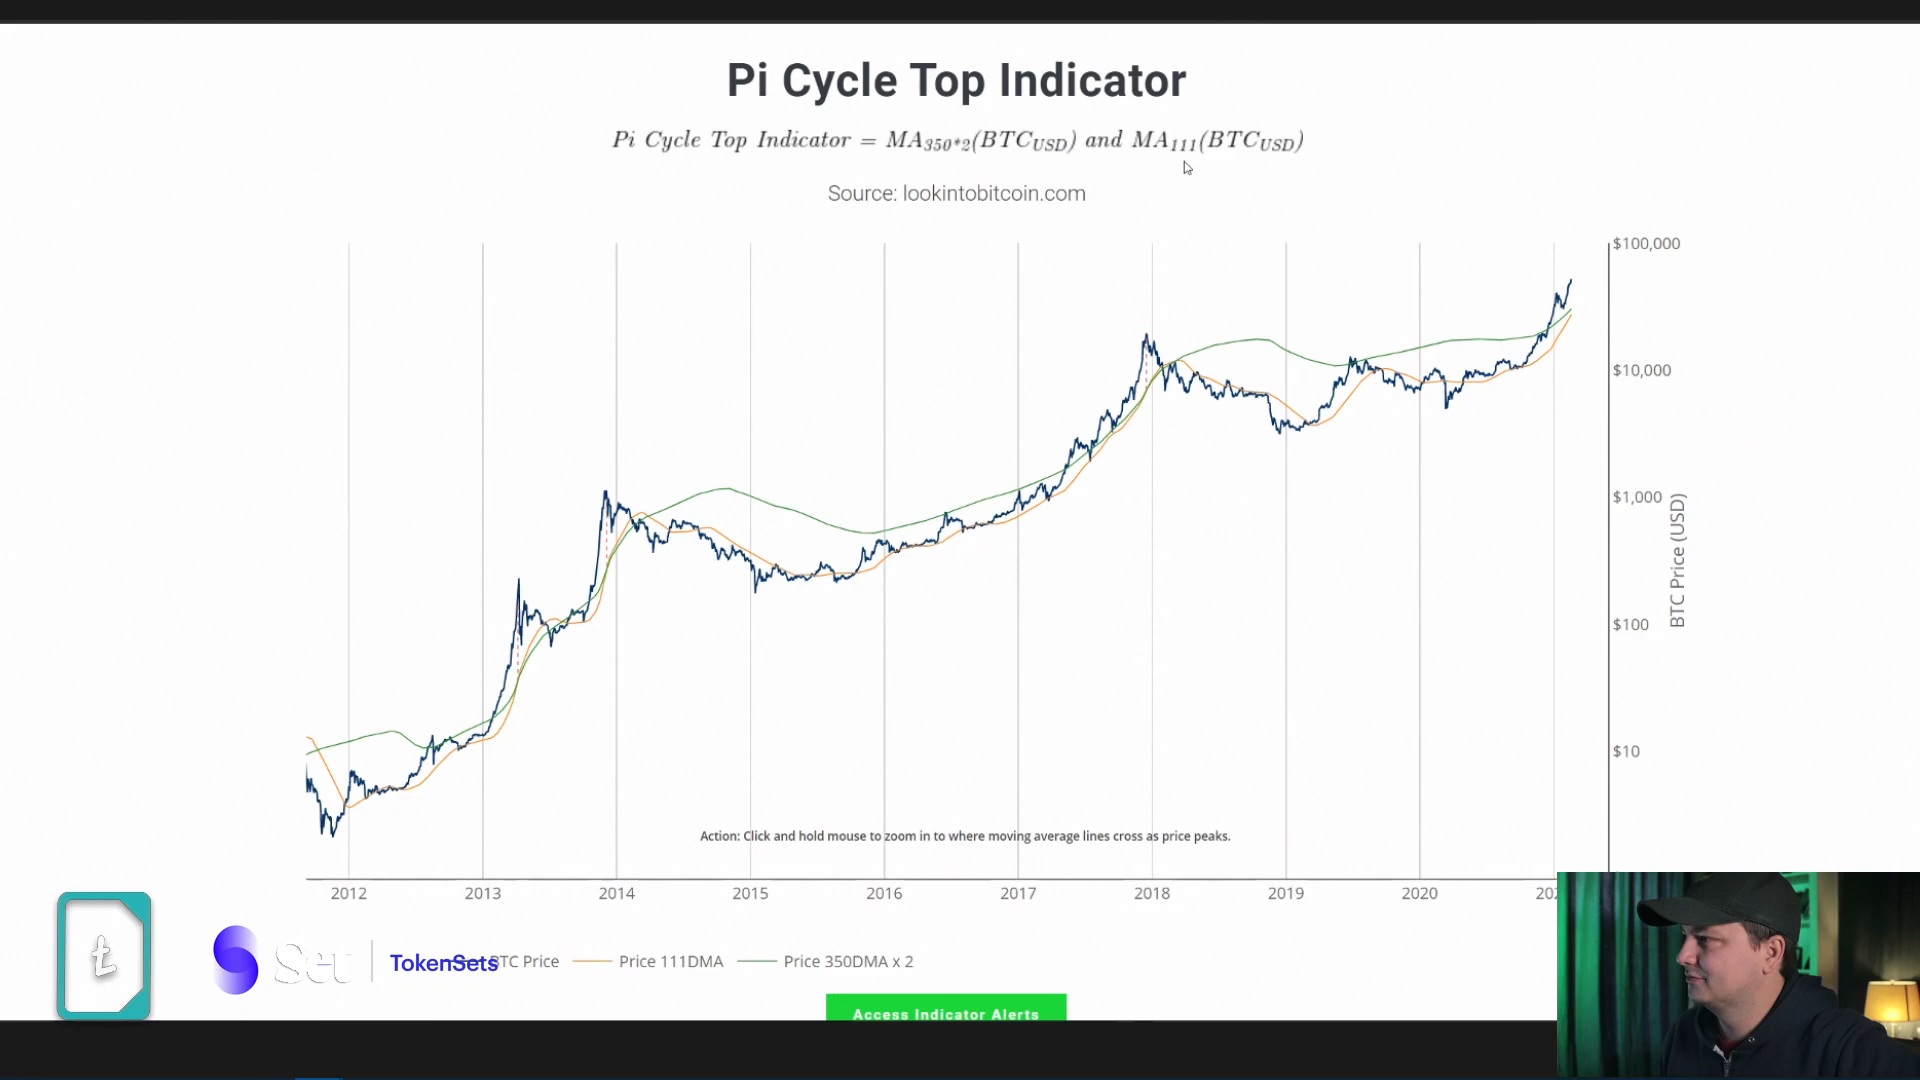 Pi Cycle Top Indicator
Pi Cycle Top Indicator = MA350*2(BTCUSD) and MA111(BTCUSD)
Source: lookintobitcoin.com
$100,000
$10,000
$1,000
$100
$10
BTC Price (USD)
Action: Click and hold mouse to zoom in to where moving average lines cross as price peaks.
2012 2013 2014 2015 2016 2017 2018 2019 2020
Set TokenSets BTC Price Price 111DMA Price 350DMA x 2
Access Indicator Alerts